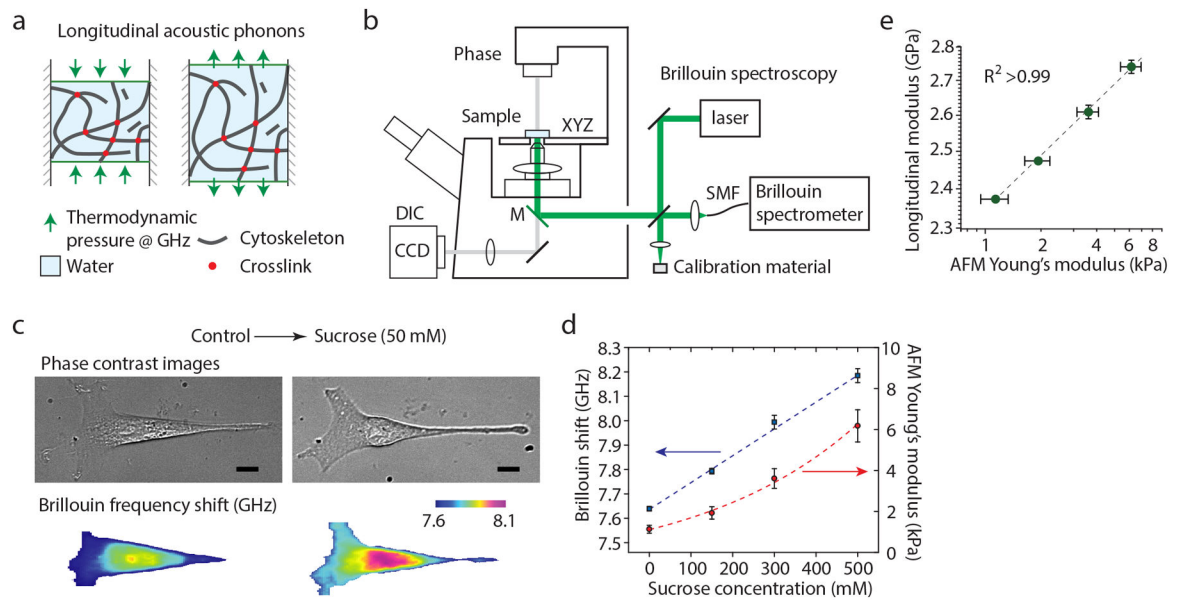 a
Longitudinal acoustic phonons
Thermodynamic
pressure @ GHz
Cytoskeleton
Water
Crosslink
b
Phase
Sample
XYZ
M
DIC
CCD
Brillouin spectroscopy
laser
SMF
Brillouin
spectrometer
Calibration material
e
Longitudinal modulus (GPa)
2.8
2.7
2.6
2.5
2.4
2.3
R² >0.99
1 2 4 6 8
AFM Young's modulus (kPa)
c
Control Sucrose (50 mM)
Phase contrast images
Brillouin frequency shift (GHz)
7.6 8.1
d
Brillouin shift (GHz)
8.3
8.2
8.1
8.0
7.9
7.8
7.7
7.6
7.5
10
8
6
4
2
0
AFM Young's
modulus (kPa)
0 100 200 300 400 500
Sucrose concentration (mM)